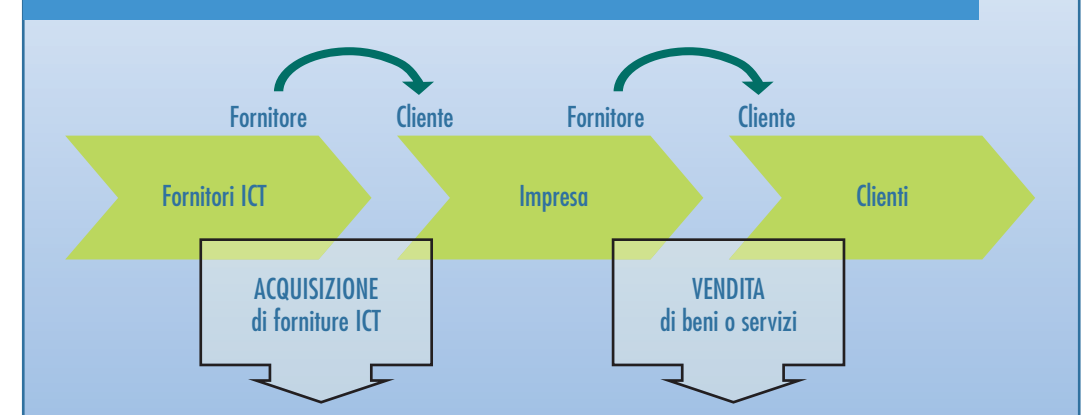 Fornitore Cliente Fornitore Cliente
Fornitori ICT Impresa Clienti
ACQUISIZIONE
di forniture ICT
VENDITA
di beni o servizi